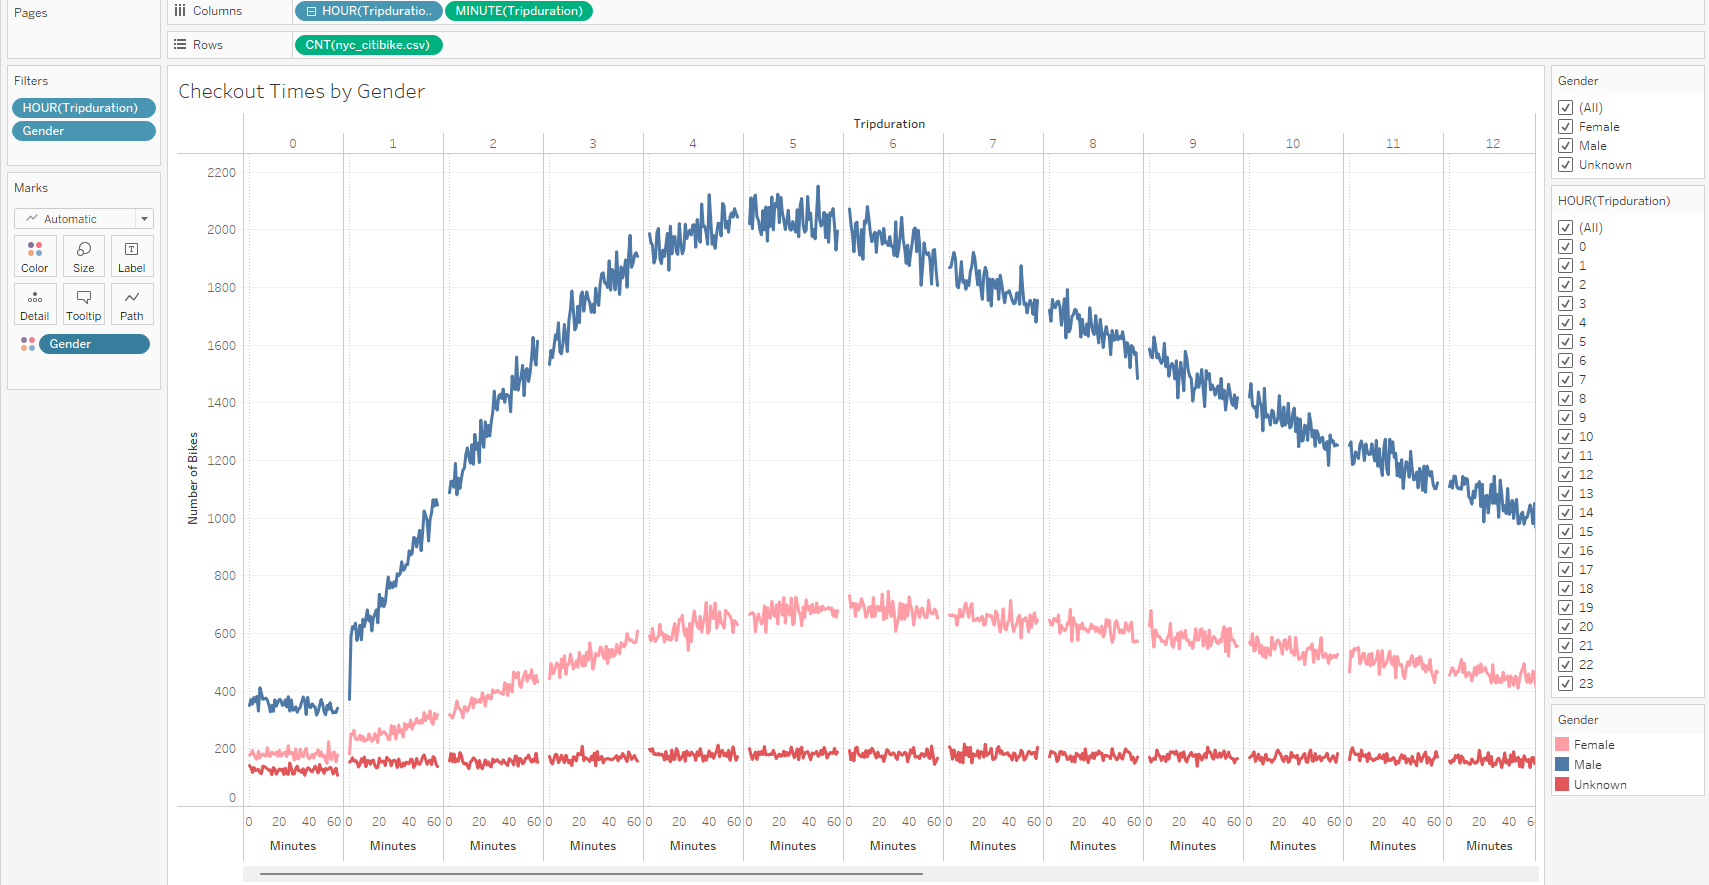 Pages
Columns
HOUR(Tripduratio..
MINUTE(Tripduration)
Rows
CNT(nyc_citibike.csv)
Filters
HOUR(Tripduration)
Gender
Marks
Automatic
Color Size Label
Detail Tooltip Path
Gender
Checkout Times by Gender
Tripduration
0 1 2 3 4 5 6 7 8 9 10 11 12
Number of Bikes
2200
2000
1800
1600
1400
1200
1000
800
600
400
200
0
0 20 40 60 0 20 40 60 0 20 40 60 0 20 40 60 0 20 40 60 0 20 40 60 0 20 40 60 0 20 40 60 0 20 40 60 0 20 40 60 0 20 40 60 0 20 40 60 0 20 40
Minutes Minutes Minutes Minutes Minutes Minutes Minutes Minutes Minutes Minutes Minutes Minutes Minutes
Gender
(All)
Female
Male
Unknown
HOUR(Tripduration)
(All)
0
1
2
3
4
5
6
7
8
9
10
11
12
13
14
15
16
17
18
19
20
21
22
23
Gender
Female
Male
Unknown